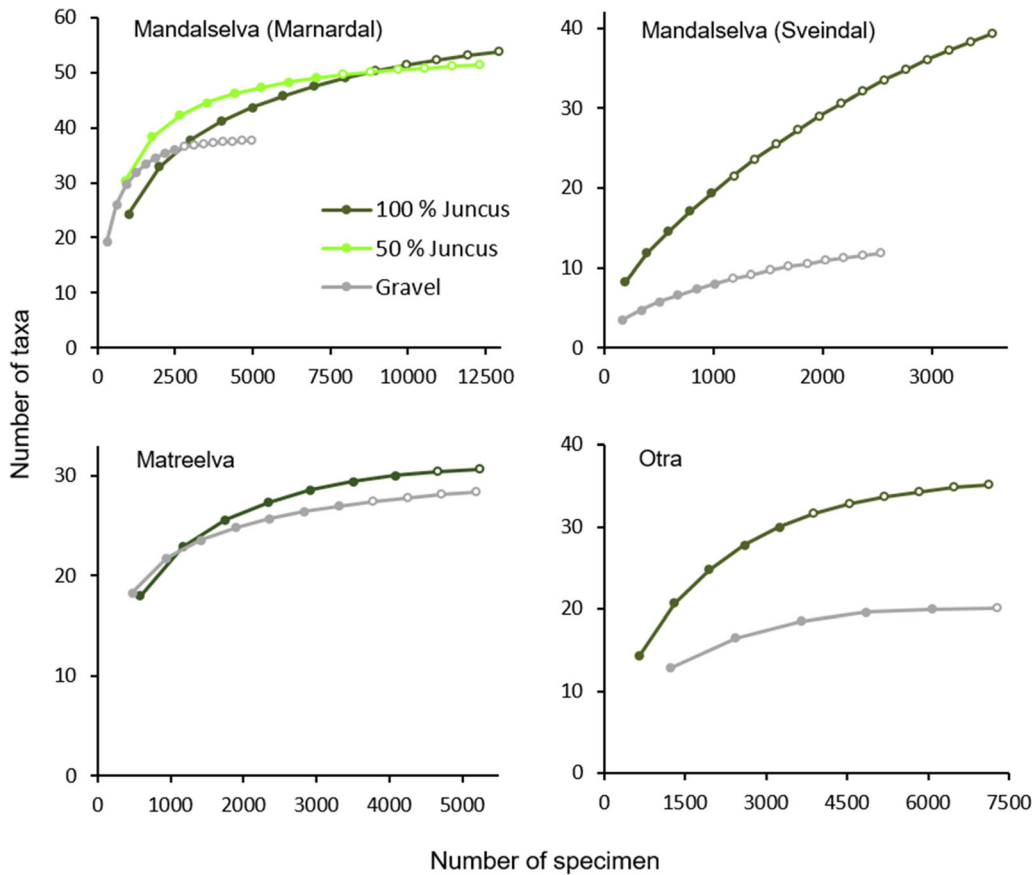 Mandalselva (Marnardal)
60
50
40
30
20
10
0
0 2500 5000 7500 10000 12500
100 % Juncus
50 % Juncus
Gravel
Mandalselva (Sveindal)
40
30
20
10
0
0 1000 2000 3000
Number of taxa
Matreelva
30
20
10
0
0 1000 2000 3000 4000 5000
Otra
40
30
20
10
0
0 1500 3000 4500 6000 7500
Number of specimen